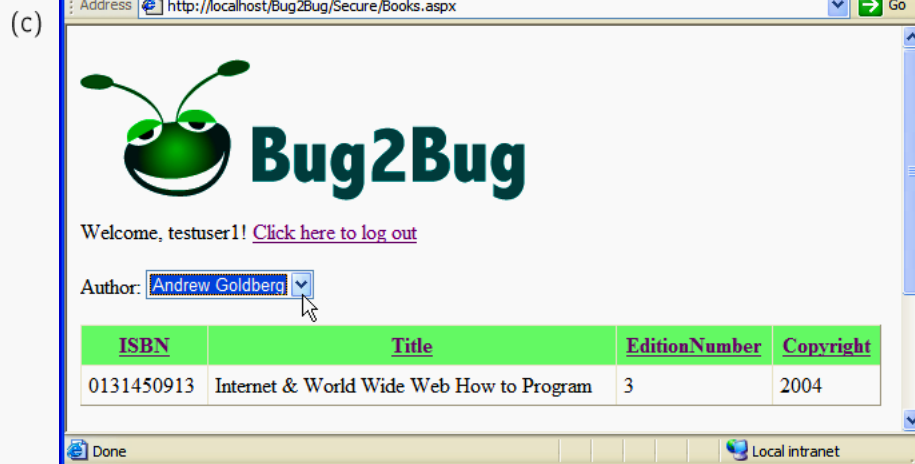 (c)
Address http://localhost/Bug2Bug/Secure/Books.aspx Go
Bug2Bug
Welcome, testuser1! Click here to log out
Author: Andrew Goldberg
ISBN Title EditionNumber Copyright
0131450913 Internet & World Wide Web How to Program 3 2004
Done Local intranet